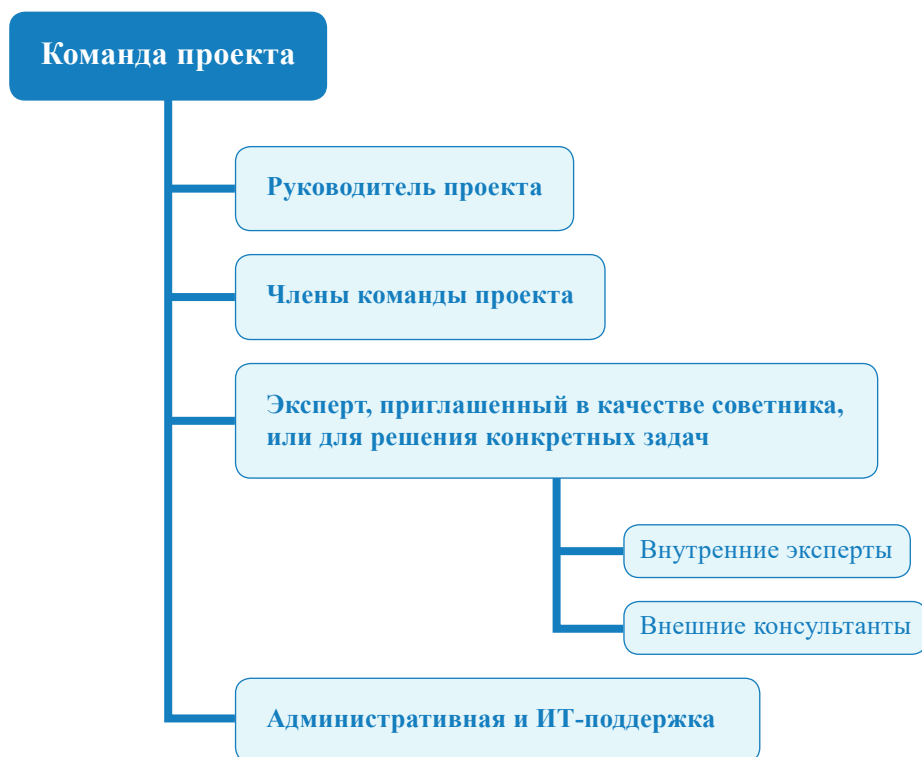 Команда проекта
Руководитель проекта
Члены команды проекта
Эксперт, приглашенный в качестве советника,
или для решения конкретных задач
Внутренние эксперты
Внешние консультанты
Административная и ИТ-поддержка